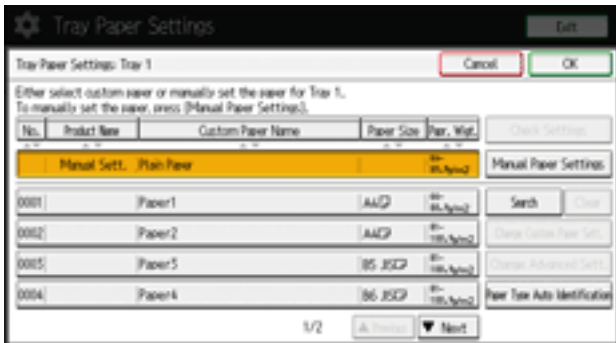 Tray Paper Settings
Exit
Tray Paper Settings: Tray 1
Cancel
OK
Either select custom paper or manually set the paper for Tray 1.
To manually set the paper, press [Manual Paper Settings].
No.
Product Name
Custom Paper Name
Paper Size
Papr. Wigt.
Check Settings
Manual Sett.
Plain Paper
Manual Paper Settings
0001
Paper1
A4
Search
Clear
0002
Paper2
A4
Paper3
B5 JIS
0004
Paper4
B6 JIS
Paper Type Auto Identification
1/2
Previous
Next